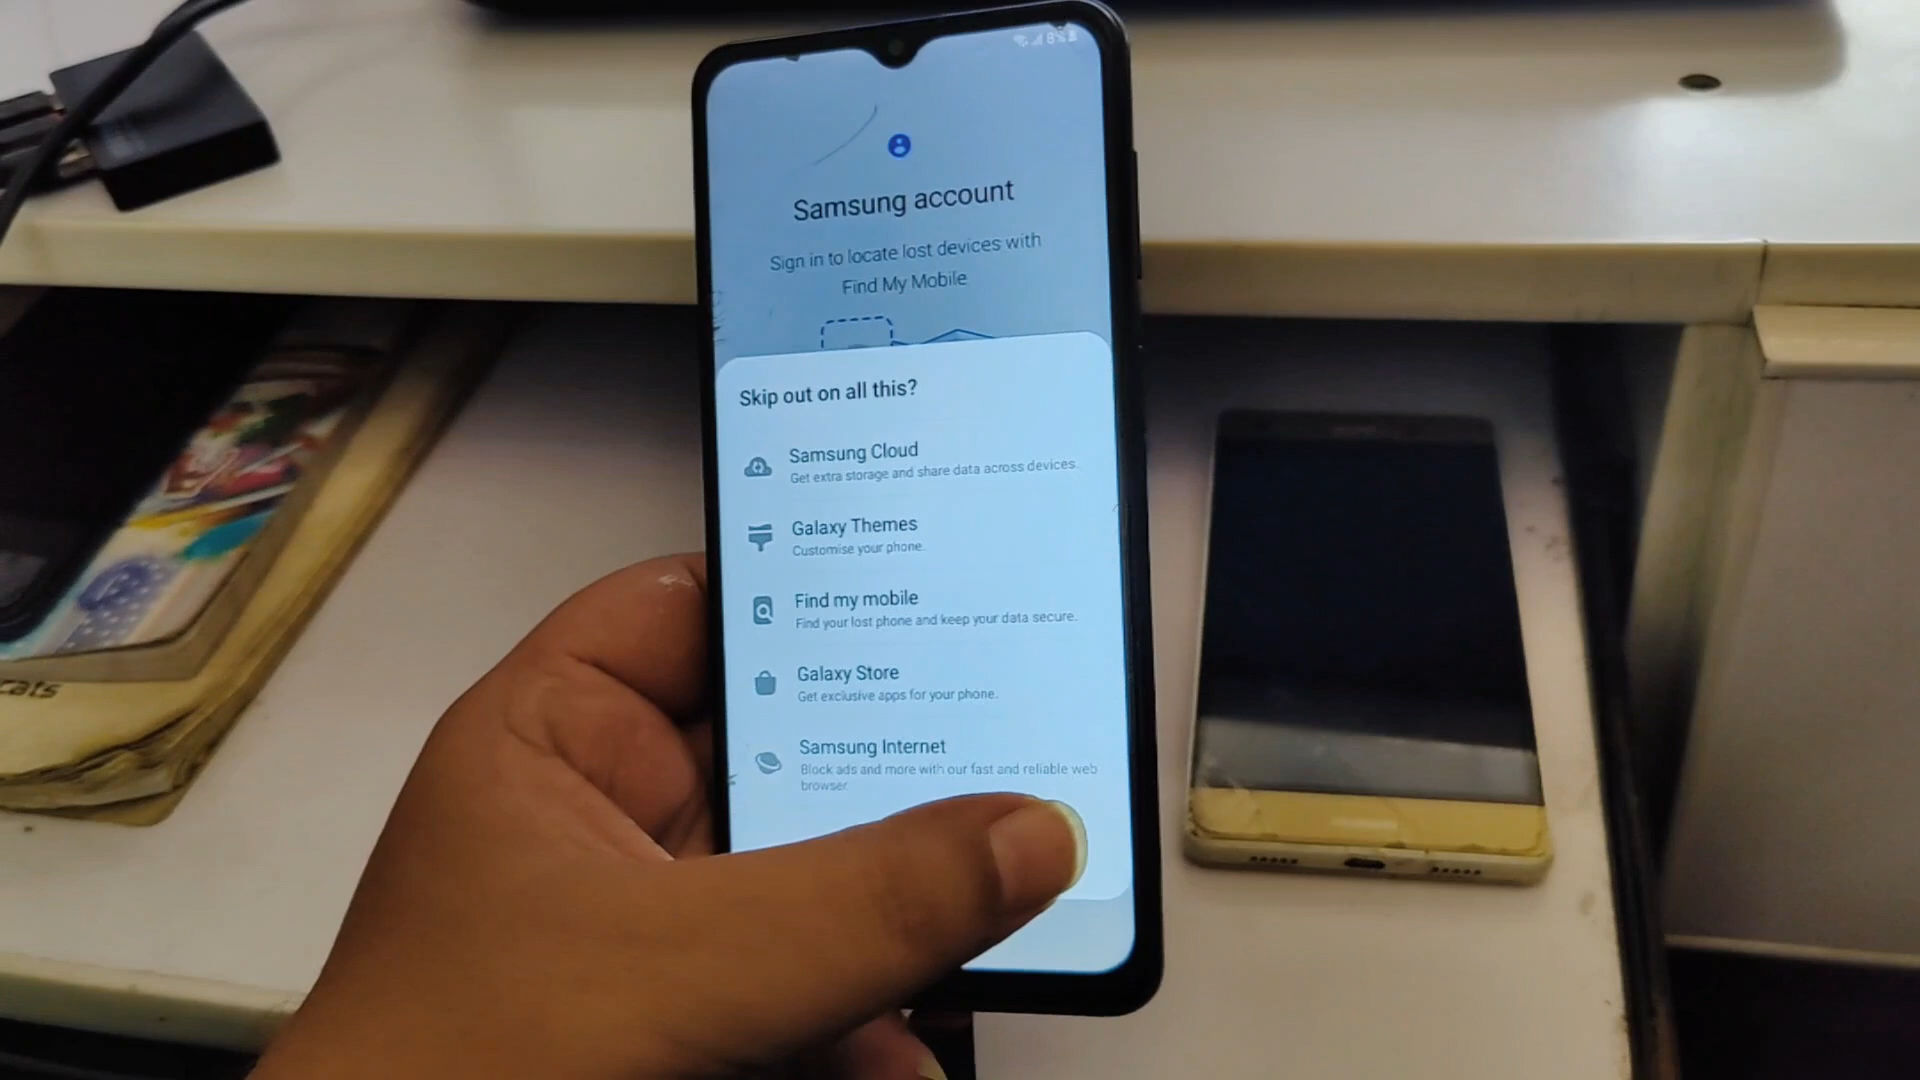 8%
Samsung account
Sign in to locate lost devices with
Find My Mobile
Skip out on all this?
Samsung Cloud
Get extra storage and share data across devices.
Galaxy Themes
Customise your phone.
Find my mobile
Find your lost phone and keep your data secure.
Galaxy Store
Get exclusive apps for your phone.
Samsung Internet
Block ads and more with our fast and reliable web
browser.
cats